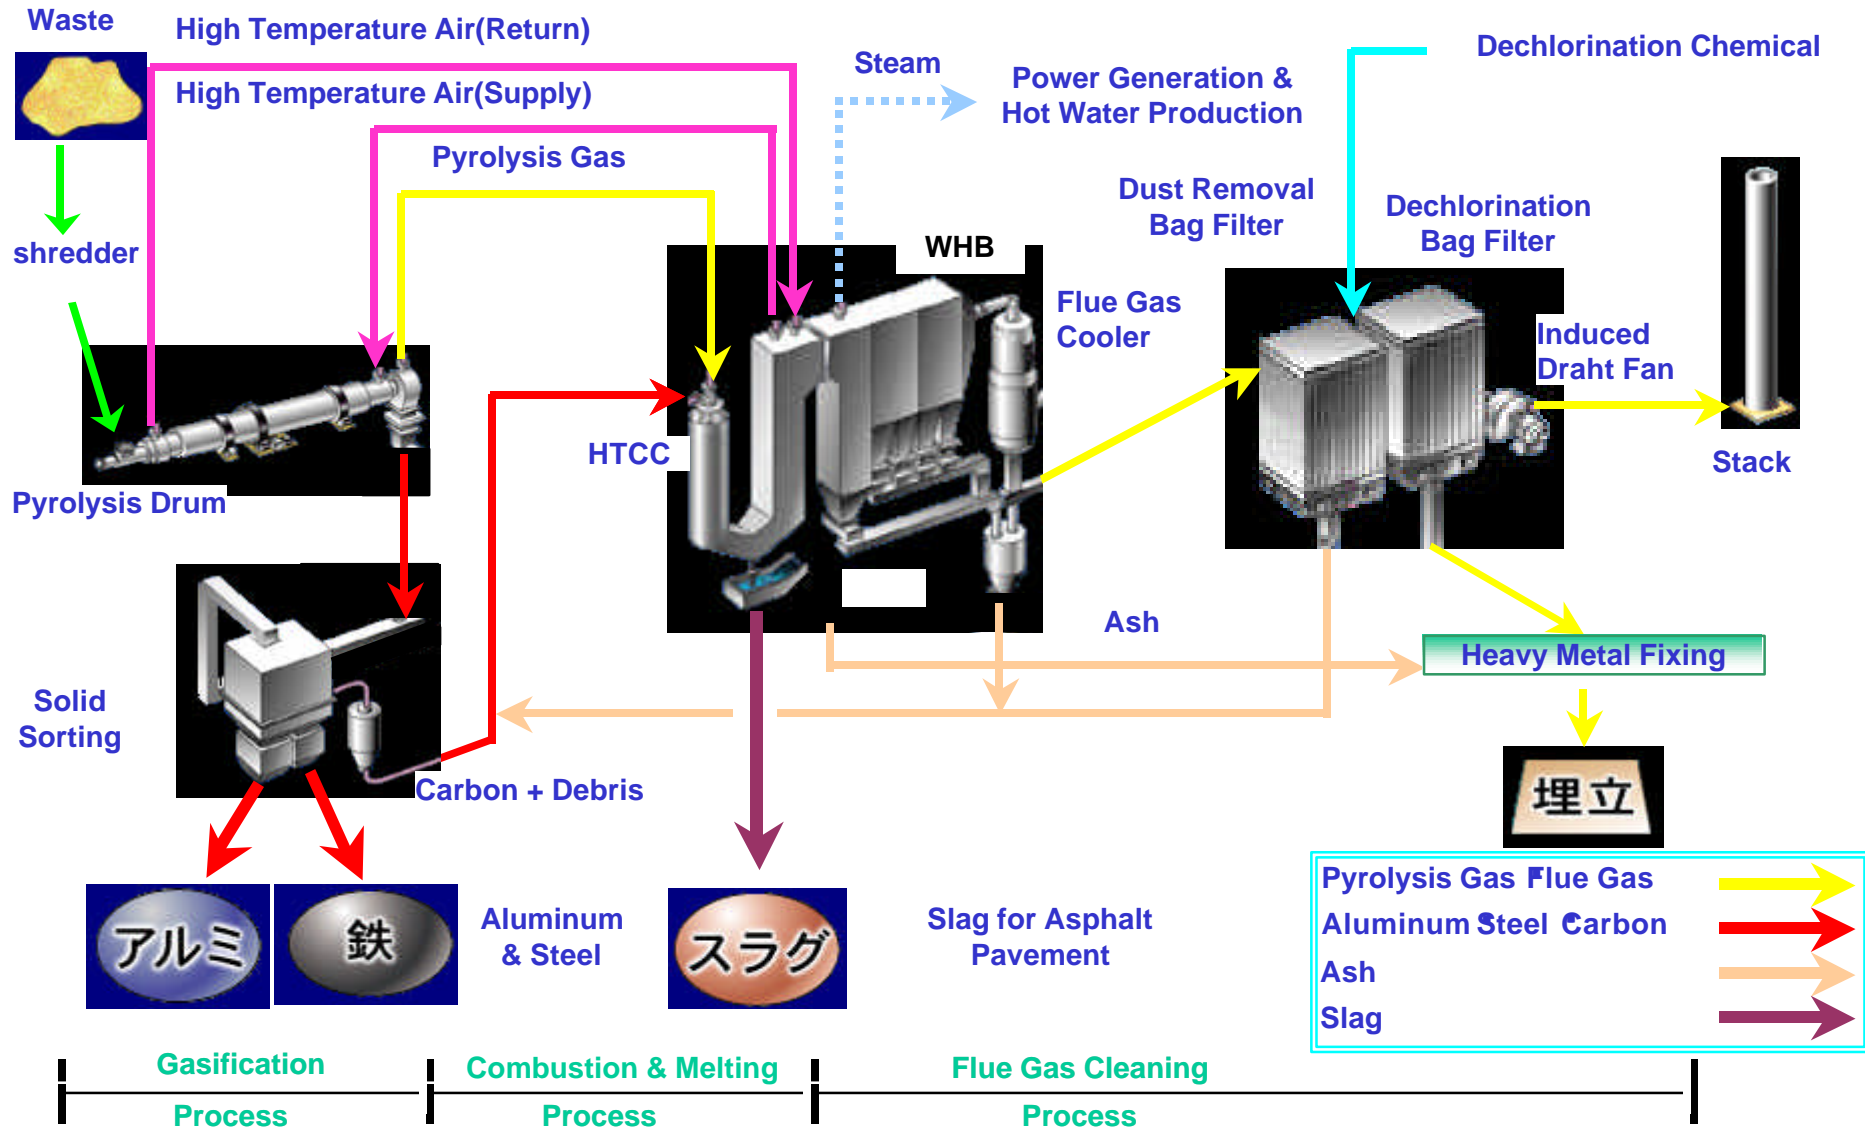 Waste
High Temperature Air(Return)
High Temperature Air(Supply)
Pyrolysis Gas
Steam
Power Generation &
Hot Water Production
Dechlorination Chemical
shredder
WHB
Dust Removal
Bag Filter
Dechlorination
Bag Filter
Flue Gas
Cooler
Induced
Draht Fan
HTCC
Stack
Pyrolysis Drum
Ash
Heavy Metal Fixing
Solid
Sorting
Carbon + Debris
埋立
アルミ
鉄
Aluminum
& Steel
スラグ
Slag for Asphalt
Pavement
Pyrolysis Gas Flue Gas
Aluminum Steel Carbon
Ash
Slag
Gasification
Process
Combustion & Melting
Process
Flue Gas Cleaning
Process